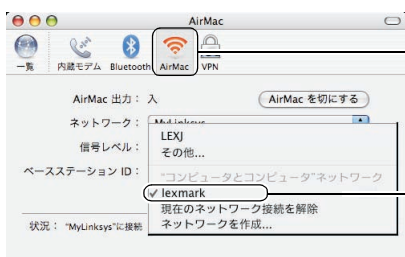 AirMac
一覧 内蔵モデム Bluetooth AirMac VPN
AirMac 出力： 入 AirMac を切にする
ネットワーク： MyLinksys
LEXJ
信号レベル：
その他...
ベースステーション ID：
"コンピュータとコンピュータ"ネットワーク
✓ lexmark
現在のネットワーク接続を解除
状況： "MyLinksys"に接続
ネットワークを作成...